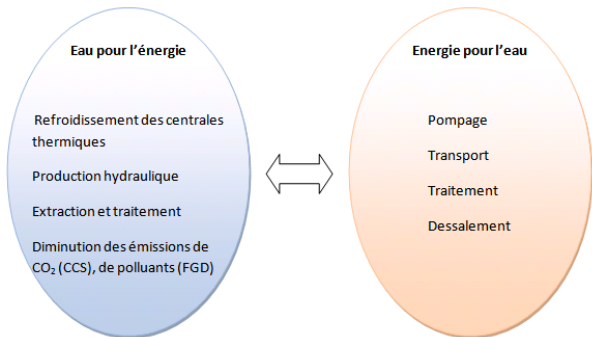 Eau pour l'énergie
Refroidissement des centrales
thermiques
Production hydraulique
Extraction et traitement
Diminution des émissions de
CO₂ (CCS), de polluants (FGD)
Energie pour l'eau
Pompage
Transport
Traitement
Dessalement